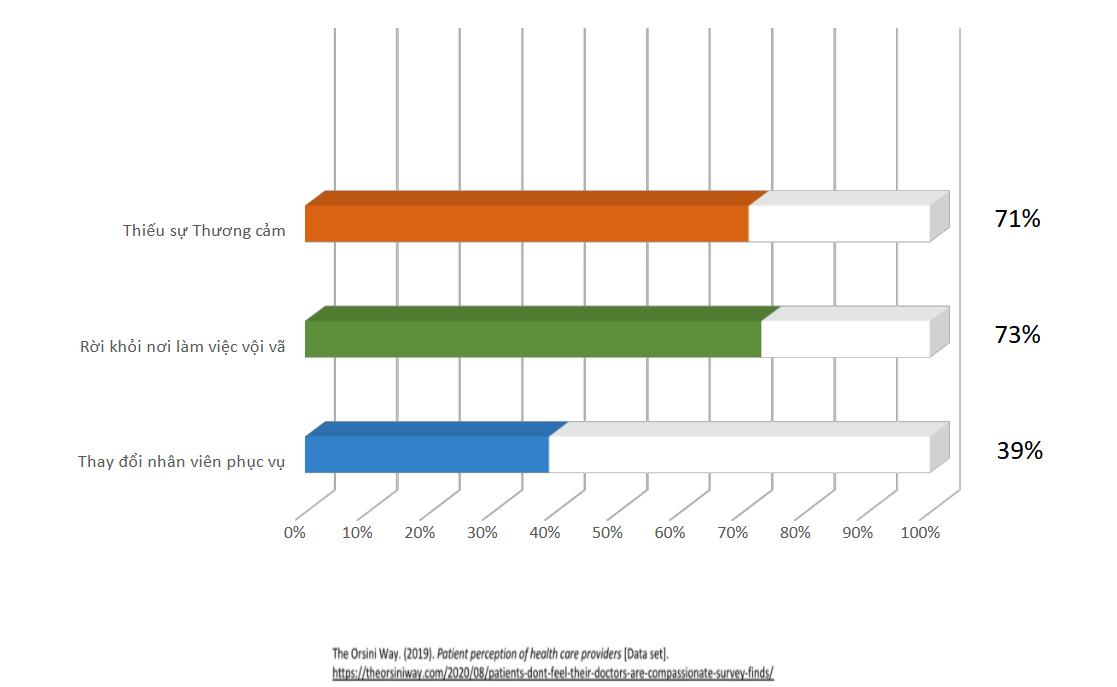 Thiếu sự Thương cảm
71%
Rời khỏi nơi làm việc vội vã
73%
Thay đổi nhân viên phục vụ
39%
0% 10% 20% 30% 40% 50% 60% 70% 80% 90% 100%
The Orsini Way. (2019). Patient perception of health care providers [Data set].
https://theorsiniway.com/2020/08/patients-dont-feel-their-doctors-are-compassionate-survey-finds/